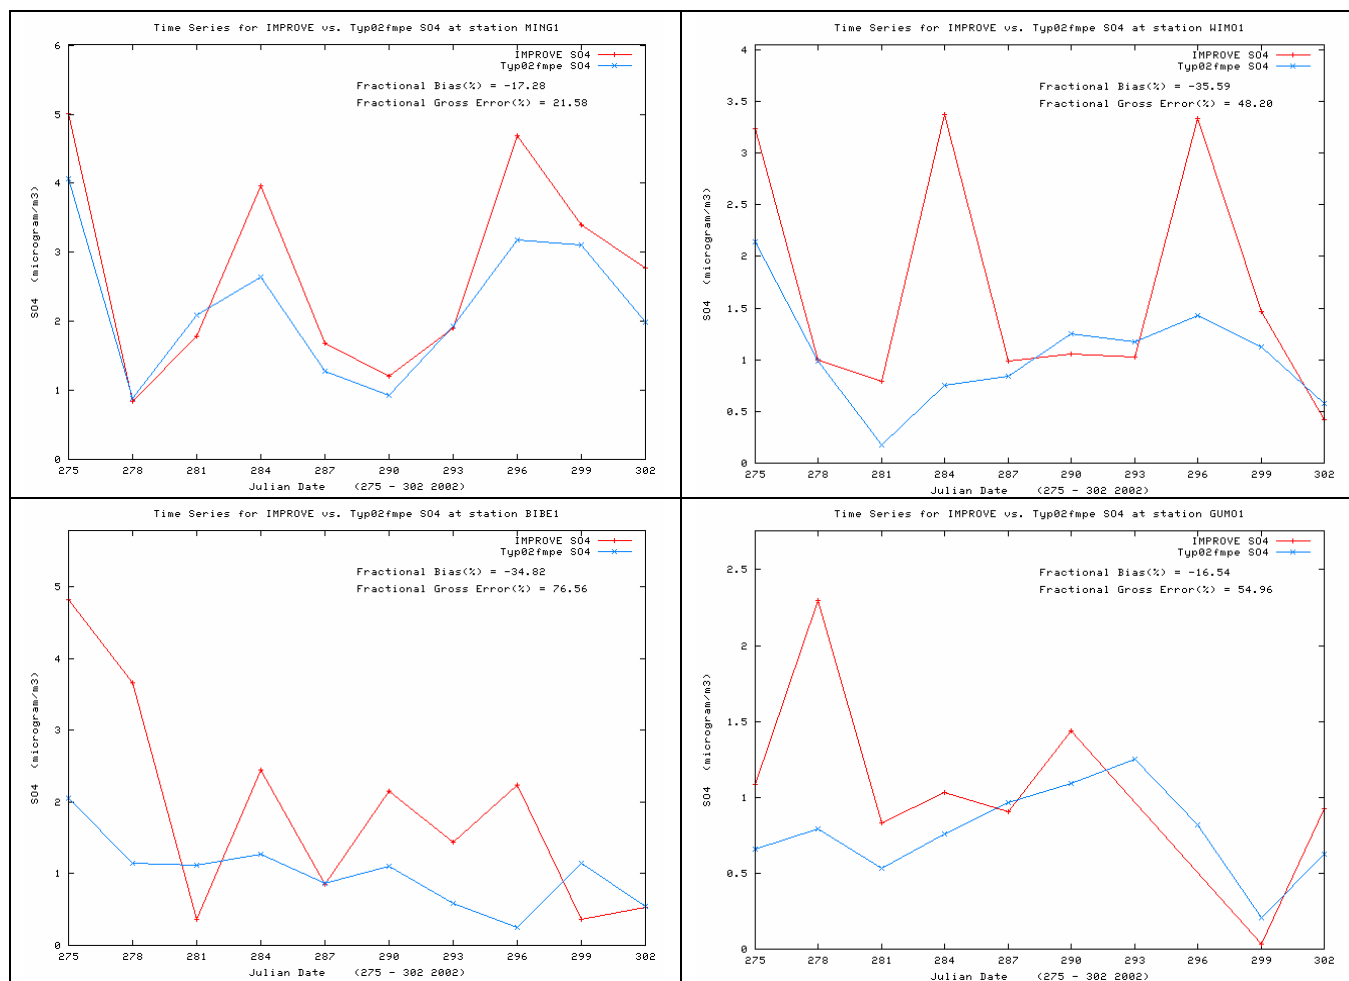 Time Series for IMPROVE vs. Typ02fmpe SO4 at station MING1
IMPROVE SO4
Typ02fmpe SO4
Fractional Bias(%) = -17.28
Fractional Gross Error(%) = 21.58
SO4 (microgram/m3)
6
5
4
3
2
1
0
275 278 281 284 287 290 293 296 299 302
Julian Date (275 - 302 2002)
Time Series for IMPROVE vs. Typ02fmpe SO4 at station WIMO1
IMPROVE SO4
Typ02fmpe SO4
Fractional Bias(%) = -35.59
Fractional Gross Error(%) = 48.20
SO4 (microgram/m3)
4
3.5
3
2.5
2
1.5
1
0.5
0
275 278 281 284 287 290 293 296 299 302
Julian Date (275 - 302 2002)
Time Series for IMPROVE vs. Typ02fmpe SO4 at station BIBE1
IMPROVE SO4
Typ02fmpe SO4
Fractional Bias(%) = -34.82
Fractional Gross Error(%) = 76.56
SO4 (microgram/m3)
5
4
3
2
1
0
275 278 281 284 287 290 293 296 299 302
Julian Date (275 - 302 2002)
Time Series for IMPROVE vs. Typ02fmpe SO4 at station GUMO1
IMPROVE SO4
Typ02fmpe SO4
Fractional Bias(%) = -16.54
Fractional Gross Error(%) = 54.96
SO4 (microgram/m3)
2.5
2
1.5
1
0.5
0
275 278 281 284 287 290 293 296 299 302
Julian Date (275 - 302 2002)